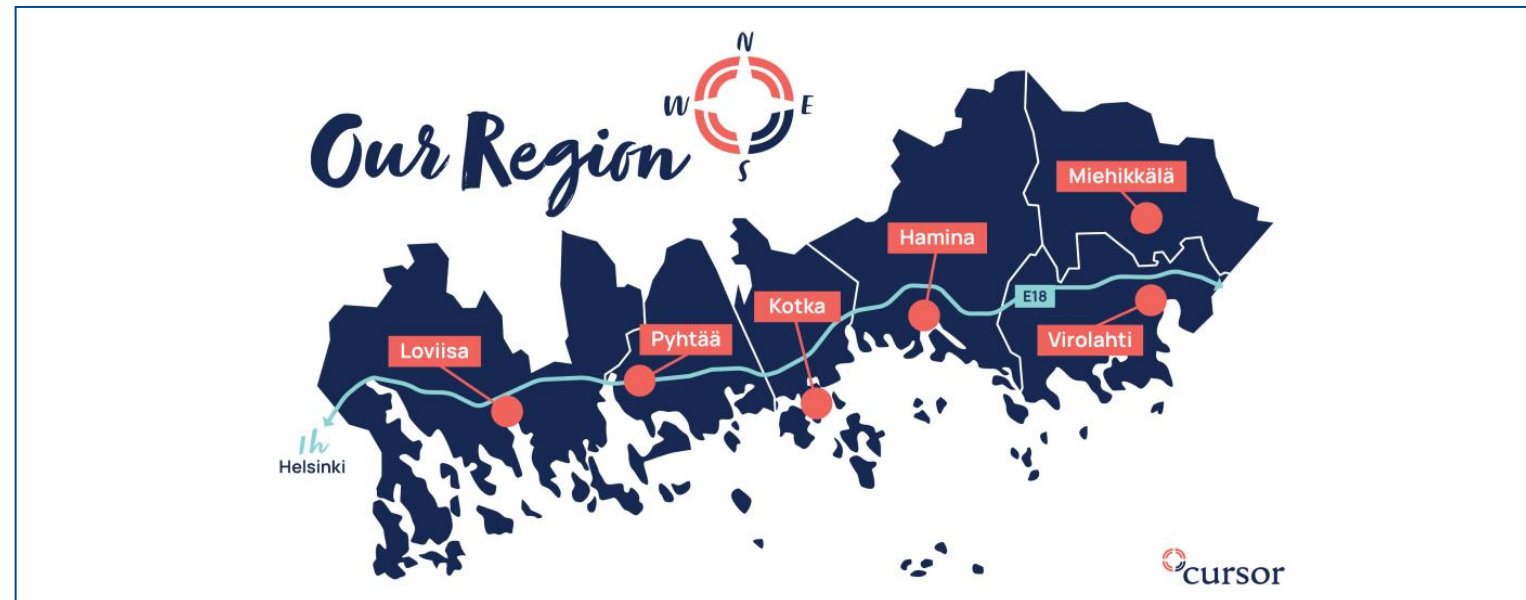 N
W E
S
Our Region
Miehikkälä
Hamina
E18
Kotka
Virolahti
Pyhtää
Loviisa
1h
Helsinki
cursor